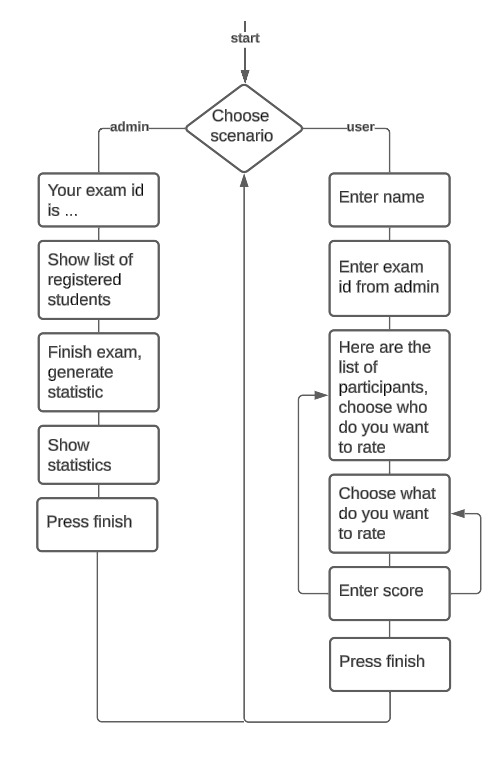 start
Choose
scenario
admin
user
Your exam id
is ...
Show list of
registered
students
Finish exam,
generate
statistic
Show
statistics
Press finish
Enter name
Enter exam
id from admin
Here are the
list of
participants,
choose who
do you want
to rate
Choose what
do you want
to rate
Enter score
Press finish